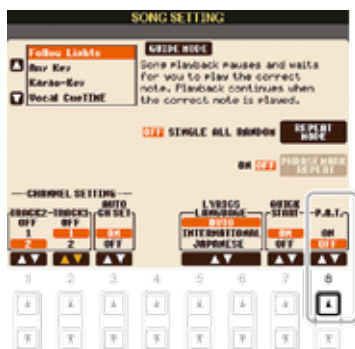 SONG SETTING
Follow Lights
Any Key
Karao-Key
Vocal CueTIME
GUIDE MODE
Song playback pauses and waits
for you to play the correct
note. Playback continues when
the correct note is played.
OFF SINGLE ALL RANDOM
REPEAT
MODE
ON OFF
PHRASE MARK
REPEAT
CHANNEL SETTING
TRACK2 TRACK1 AUTO CH SET
OFF OFF
1 1 ON
2 2 OFF
LYRICS
LANGUAGE
AUTO
INTERNATIONAL
JAPANESE
QUICK
START
ON
OFF
P.A.T.
ON
OFF
1 2 3 4 5 6 7 8